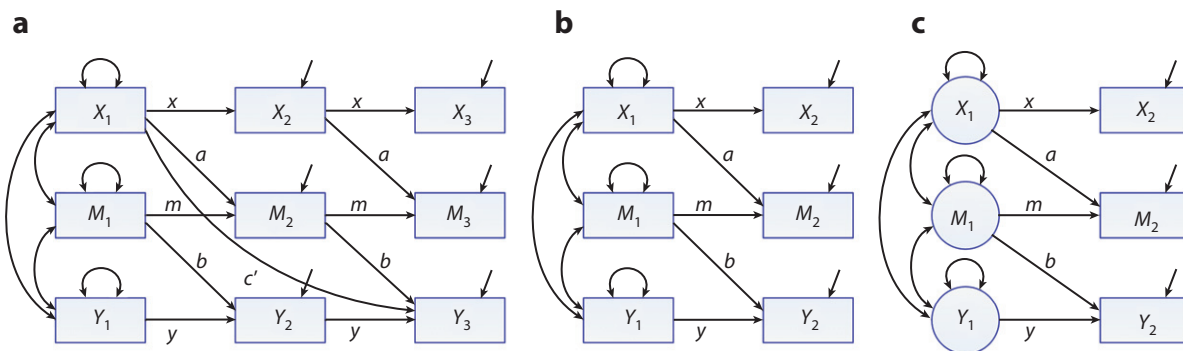 a
b
c
X₁
x
X₂
x
X₃
a
a
M₁
m
M₂
m
M₃
b
b
c'
Y₁
y
Y₂
y
Y₃
X₁
x
X₂
a
M₁
m
M₂
b
Y₁
y
Y₂
X₁
x
X₂
a
M₁
m
M₂
b
Y₁
y
Y₂